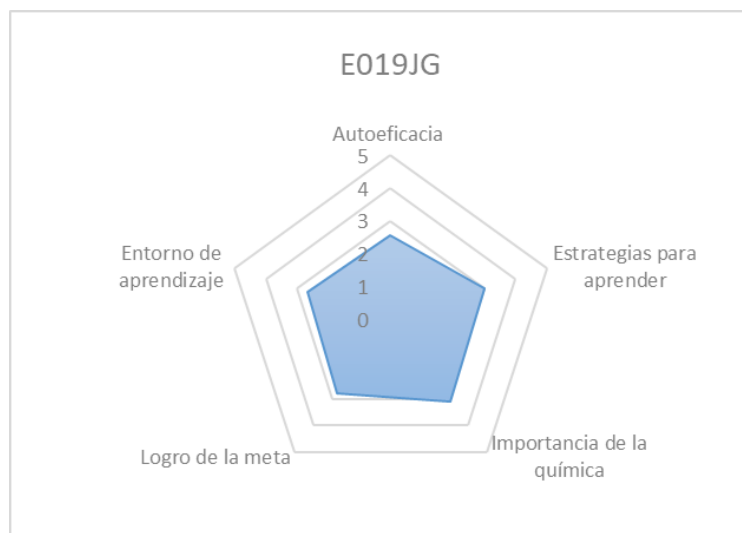 E019JG
Autoeficacia
5
4
3
2
1
0
Entorno de
aprendizaje
Estrategias para
aprender
Logro de la meta
Importancia de la
química